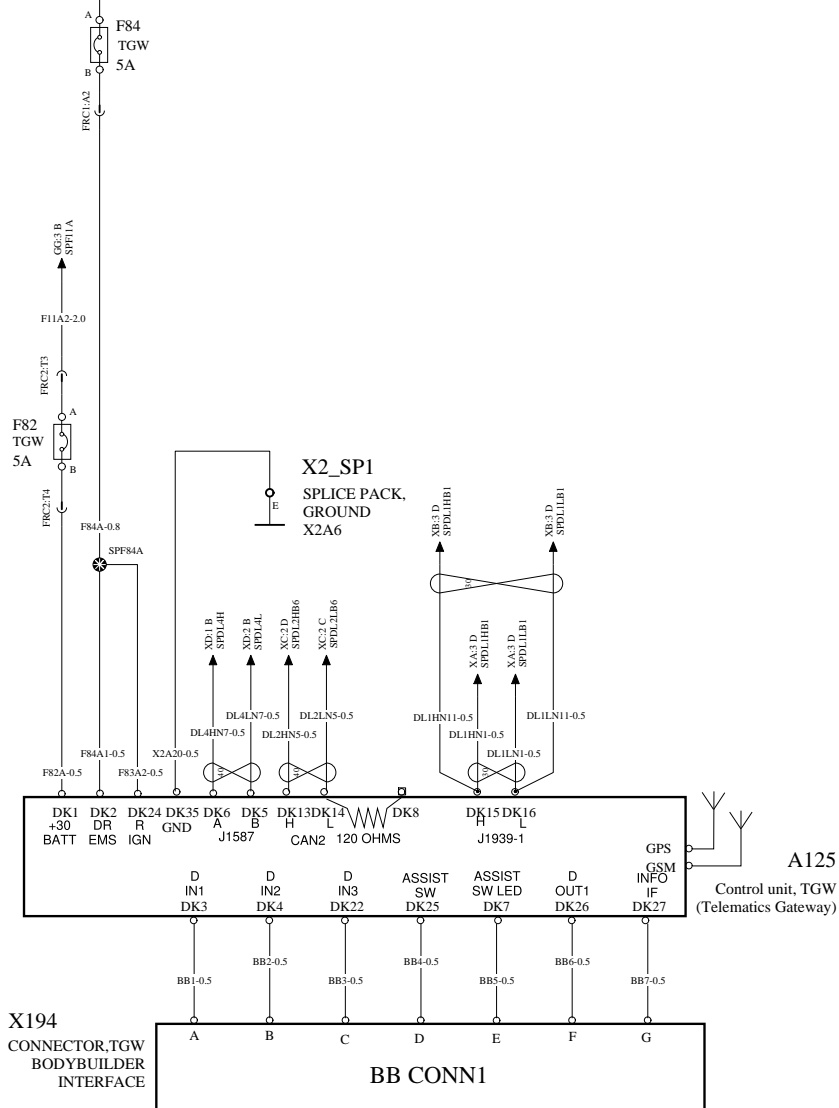 A
F84
TGW
5A
B
FRC1:A2
GG:3 B
SPF11A
F11A2-2.0
FRC2:T3
A
F82
TGW
5A
B
FRC2:T4
X2_SP1
SPLICE PACK,
GROUND
X2A6
E
F84A-0.8
SPF84A
XB:3 D
SPDL1HB1
XB:3 D
SPDL1LB1
30
XD:1 B
SPDL4H
XD:2 B
SPDL4L
XC:2 D
SPDL2HB6
XC:2 C
SPDL2LB6
XA:3 D
SPDL1HB1
XA:3 D
SPDL1LB1
DL4HN7-0.5
DL4LN7-0.5
DL2HN5-0.5
DL2LN5-0.5
DL1HN11-0.5
DL1HN1-0.5
DL1LN1-0.5
DL1LN11-0.5
F82A-0.5
F84A1-0.5
F83A2-0.5
X2A20-0.5
40
40
30
DK1 DK2 DK24 DK35 DK6 DK5 DK13 DK14 DK8 DK15 DK16
+30 DR R GND A B H L H L
BATT EMS IGN J1587 CAN2 120 OHMS J1939-1
GPS
GSM
A125
Control unit, TGW
(Telematics Gateway)
D D D ASSIST ASSIST D INFO
IN1 IN2 IN3 SW SW LED OUT1 IF
DK3 DK4 DK22 DK25 DK7 DK26 DK27
BB1-0.5 BB2-0.5 BB3-0.5 BB4-0.5 BB5-0.5 BB6-0.5 BB7-0.5
X194
CONNECTOR,TGW
BODYBUILDER
INTERFACE
A B C D E F G
BB CONN1